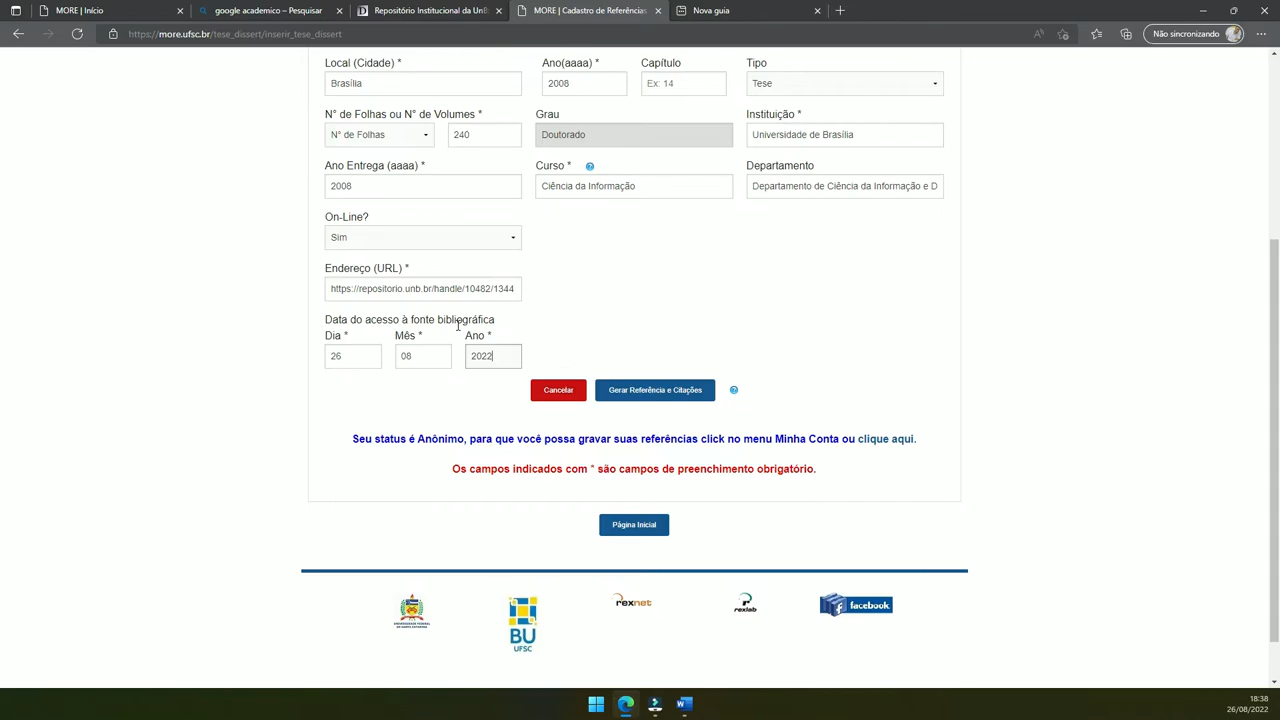 MORE | Início
google academico – Pesquisar
Repositório Institucional da UnB
MORE | Cadastro de Referências
Nova guia
https://more.ufsc.br/tese_dissert/inserir_tese_dissert
Não sincronizando
Local (Cidade) *
Ano(aaaa) *
Capítulo
Tipo
Brasília
2008
Ex: 14
Tese
N° de Folhas ou N° de Volumes *
Grau
Instituição *
N° de Folhas
240
Doutorado
Universidade de Brasília
Ano Entrega (aaaa) *
Curso *
Departamento
2008
Ciência da Informação
Departamento de Ciência da Informação e D
On-Line?
Sim
Endereço (URL) *
https://repositorio.unb.br/handle/10482/1344
Data do acesso à fonte bibliográfica
Dia *
Mês *
Ano *
26
08
2022
Cancelar
Gerar Referência e Citações
Seu status é Anônimo, para que você possa gravar suas referências click no menu Minha Conta ou clique aqui.
Os campos indicados com * são campos de preenchimento obrigatório.
Página Inicial
BU
UFSC
rexnet
rexlab
facebook
18:38
26/08/2022